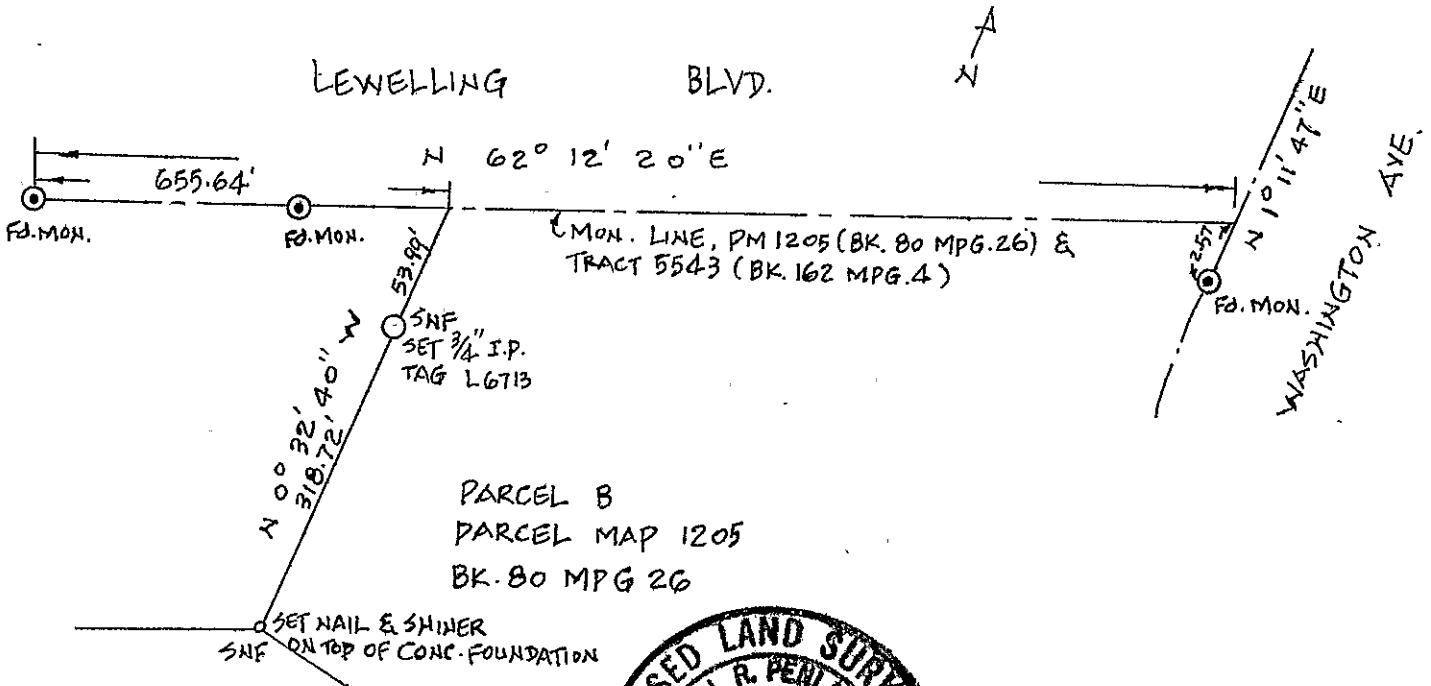 LEWELLING BLVD.
N
N 62° 12' 20" E
655.64'
Fd. MON.
Fd. MON.
MON. LINE, PM 1205 (BK. 80 MPG. 26) &
TRACT 5543 (BK. 162 MPG. 4)
N 1° 11' 47" E
2.57
Fd. MON.
WASHINGTON AVE.
53.99'
SNF
SET 3/4" I.P.
TAG L6713
N 0° 32' 40" W
318.72'
PARCEL B
PARCEL MAP 1205
BK. 80 MPG 26
SET NAIL & SHINER
SNF ON TOP OF CONC. FOUNDATION
LAND
R.